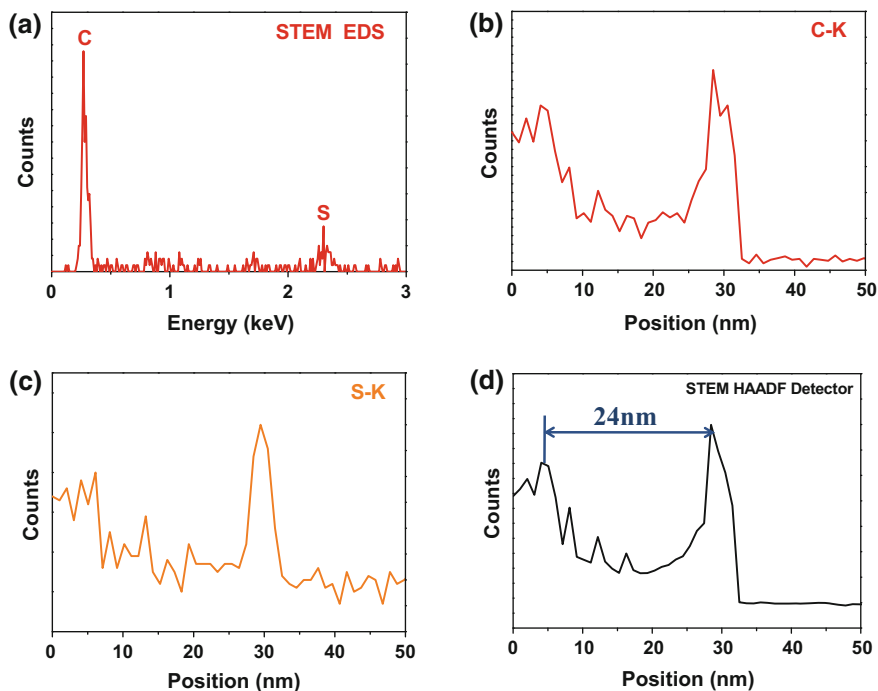 (a)
STEM EDS
C
S
Counts
0 1 2 3
Energy (keV)
(b)
C-K
Counts
0 10 20 30 40 50
Position (nm)
(c)
S-K
Counts
0 10 20 30 40 50
Position (nm)
(d)
STEM HAADF Detector
24nm
Counts
0 10 20 30 40 50
Position (nm)